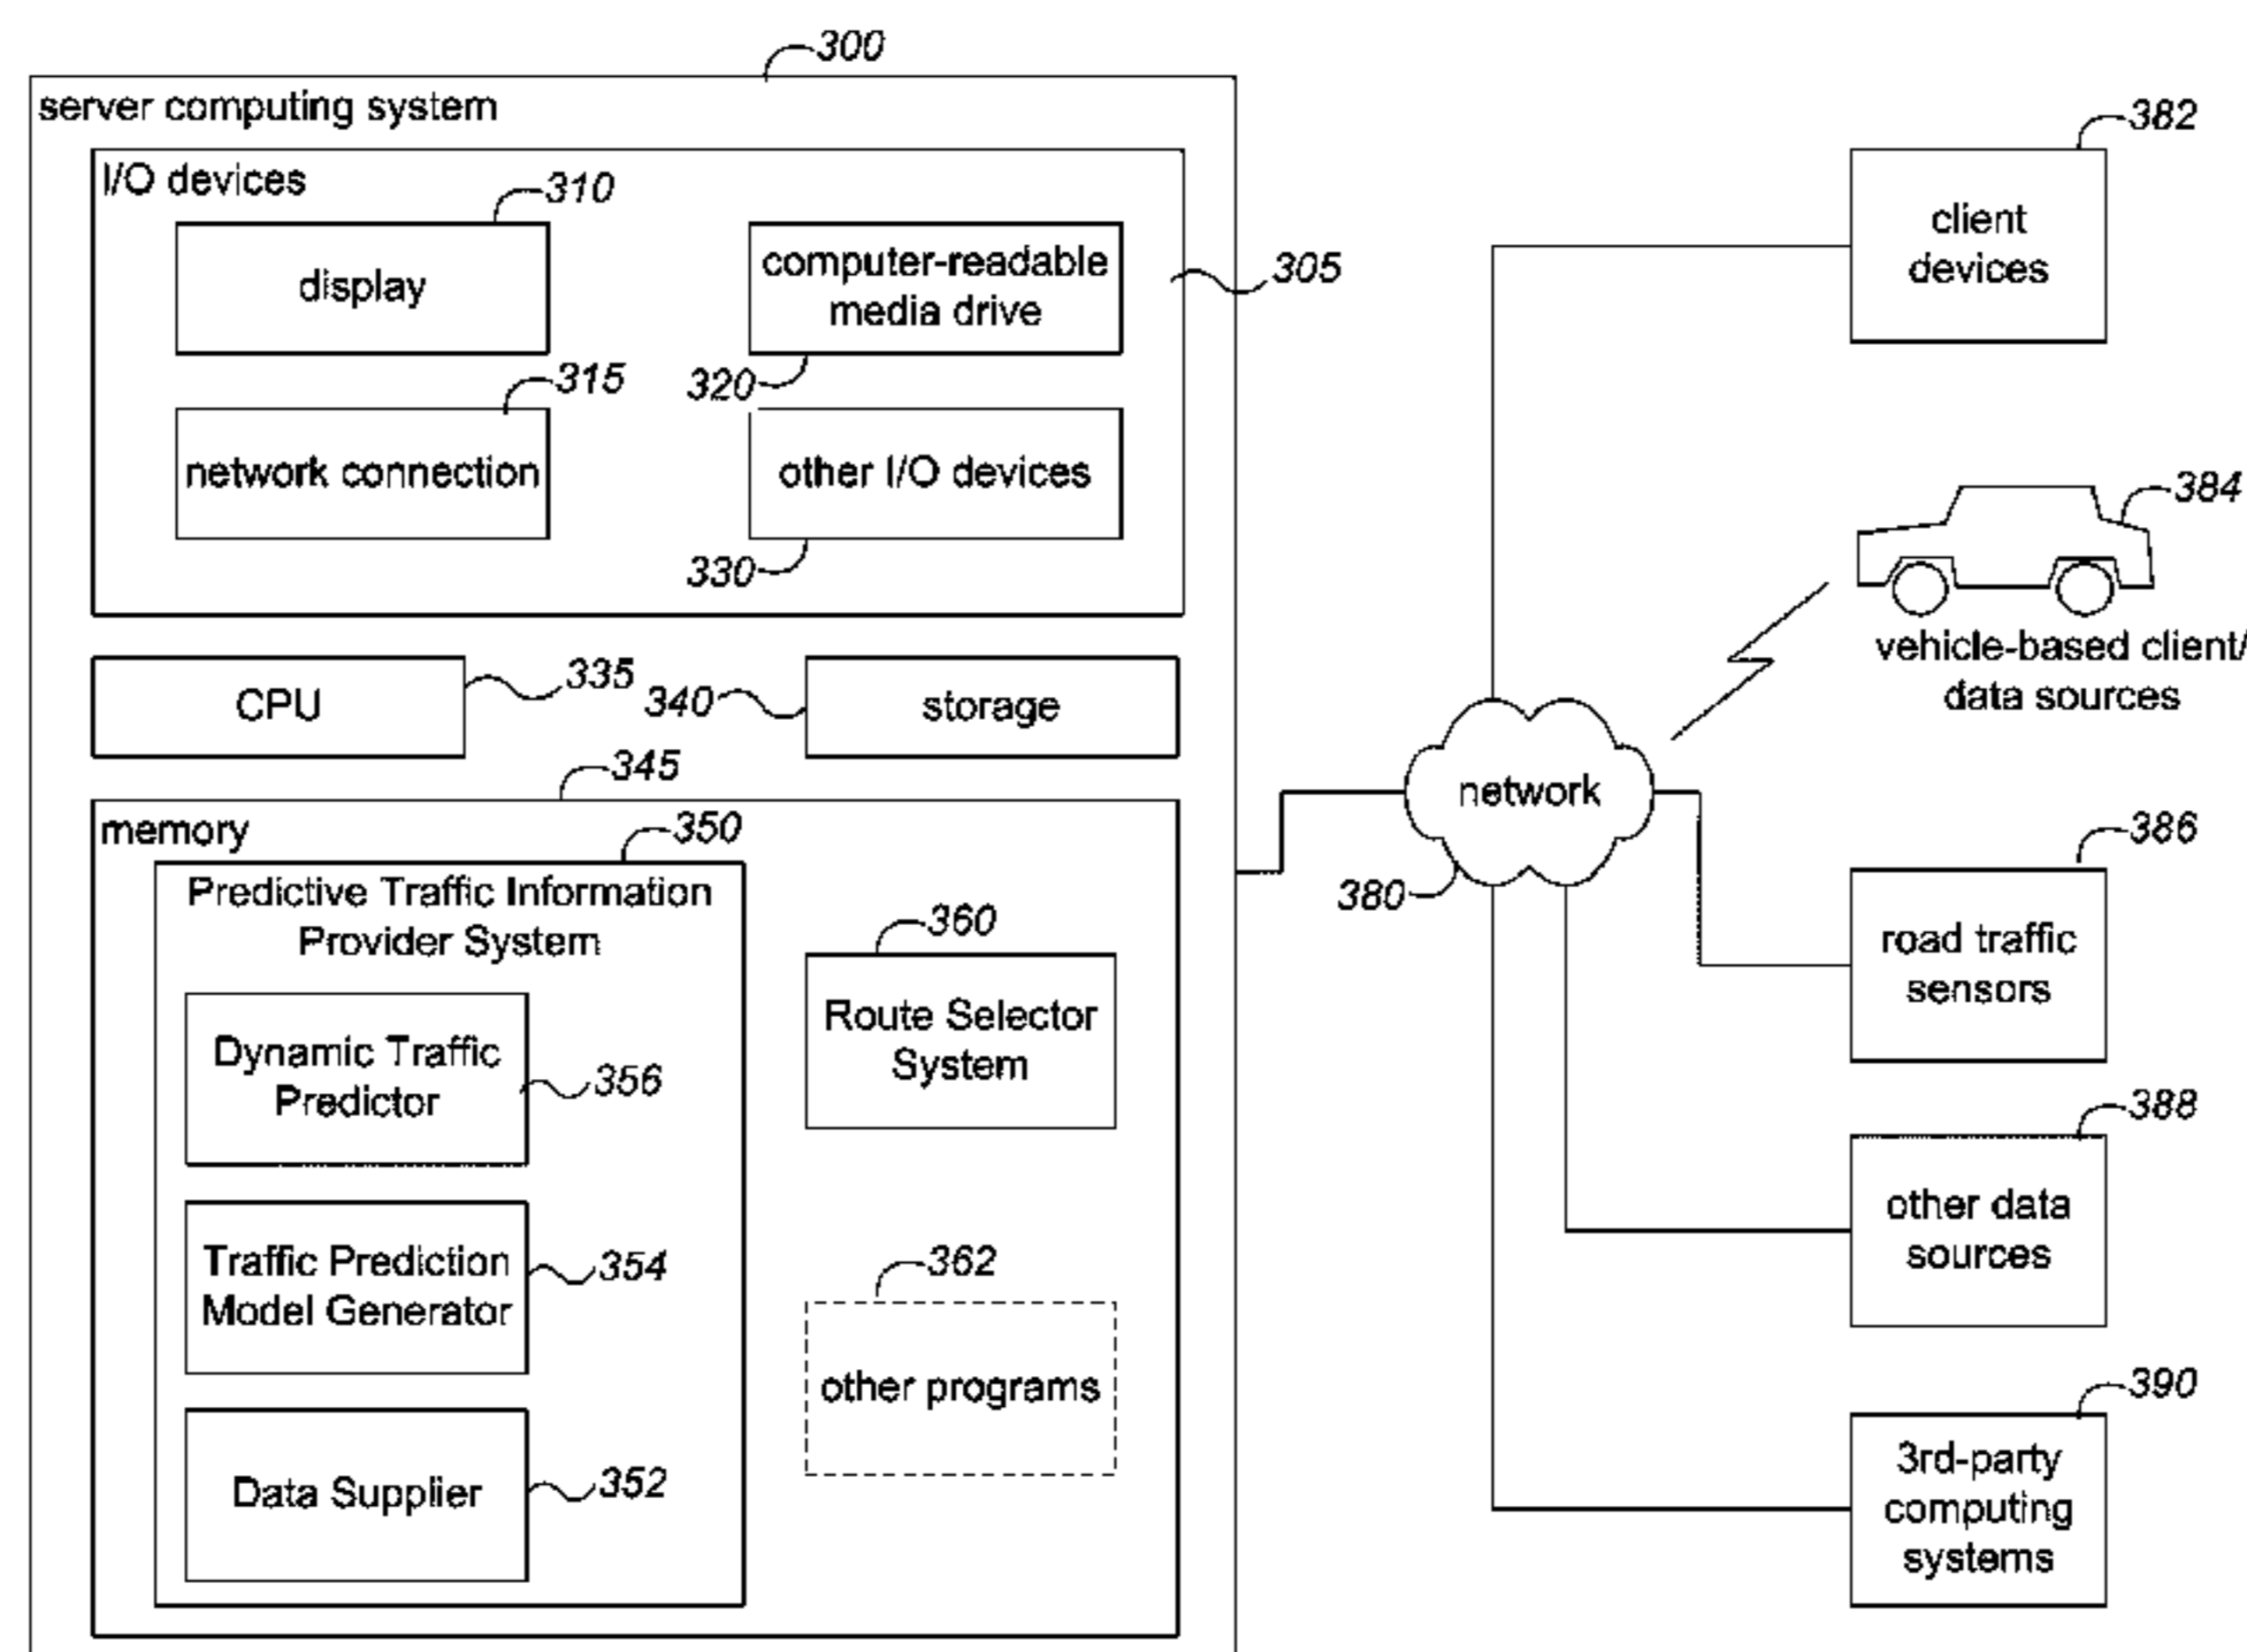 300
server computing system
I/O devices
310
display
computer-readable
media drive
305
320
315
network connection
other I/O devices
330
CPU
335
340
storage
345
memory
350
Predictive Traffic Information
Provider System
Dynamic Traffic
Predictor
356
Traffic Prediction
Model Generator
354
Data Supplier
352
360
Route Selector
System
362
other programs
network
380
382
client
devices
384
vehicle-based client/
data sources
386
road traffic
sensors
388
other data
sources
390
3rd-party
computing
systems